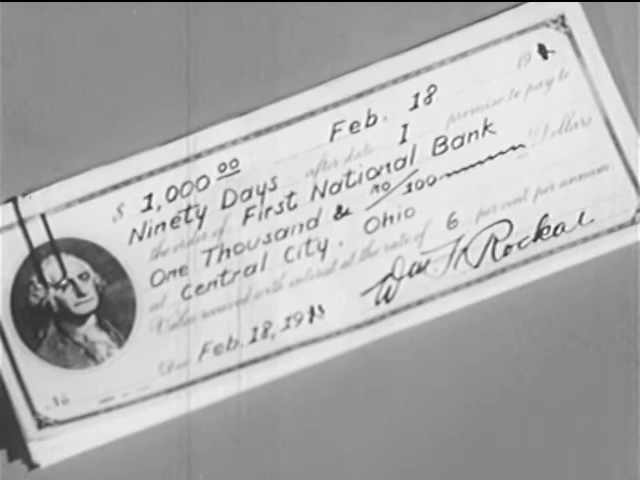 Feb. 18 19
$ 1,000 00
Ninety Days after date I promise to pay to
the order of First National Bank
One Thousand & no/100 Dollars
at Central City, Ohio
Value received with interest at the rate of 6 per cent per annum
Due Feb. 18, 19
Wm. Rockar